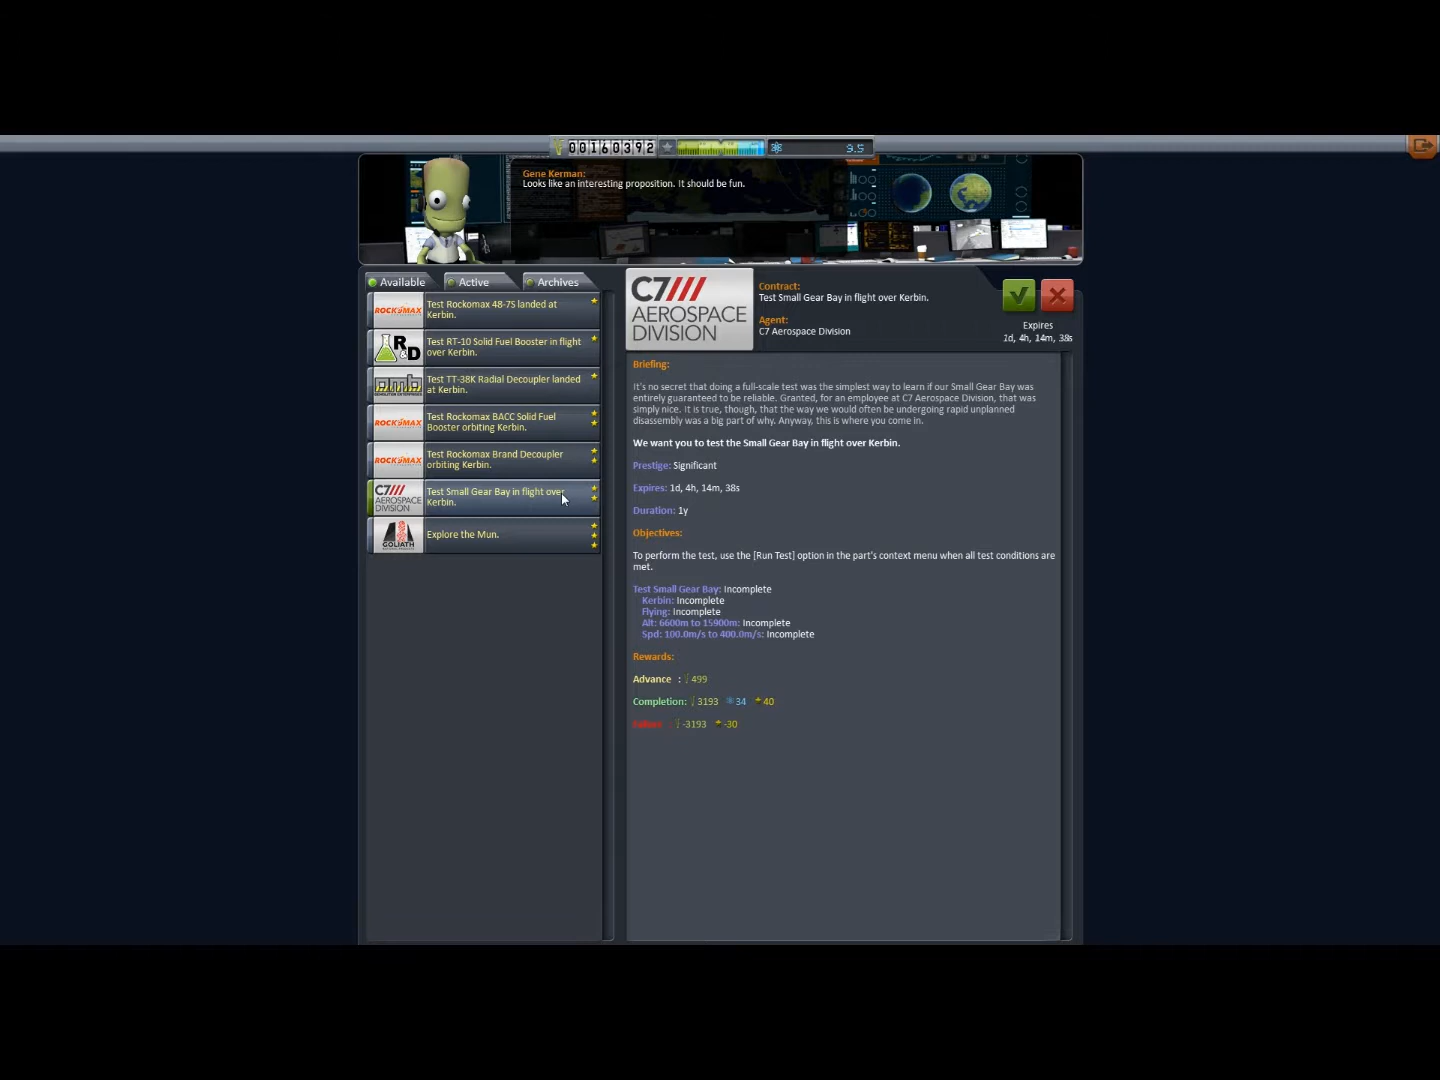 00160392
9.5
Gene Kerman:
Looks like an interesting proposition. It should be fun.
Available
Active
Archives
ROCKOMAX
Test Rockomax 48-7S landed at
Kerbin.
R&D
Test RT-10 Solid Fuel Booster in flight
over Kerbin.
Test TT-38K Radial Decoupler landed
at Kerbin.
ROCKOMAX
Test Rockomax BACC Solid Fuel
Booster orbiting Kerbin.
ROCKOMAX
Test Rockomax Brand Decoupler
orbiting Kerbin.
C7
AEROSPACE
DIVISION
Test Small Gear Bay in flight over
Kerbin.
GOLIATH
Explore the Mun.
C7
AEROSPACE
DIVISION
Contract:
Test Small Gear Bay in flight over Kerbin.
Agent:
C7 Aerospace Division
Expires
1d, 4h, 14m, 38s
Briefing:
It's no secret that doing a full-scale test was the simplest way to learn if our Small Gear Bay was
entirely guaranteed to be reliable. Granted, for an employee at C7 Aerospace Division, that was
simply nice. It is true, though, that the way we would often be undergoing rapid unplanned
disassembly was a big part of why. Anyway, this is where you come in.
We want you to test the Small Gear Bay in flight over Kerbin.
Prestige: Significant
Expires: 1d, 4h, 14m, 38s
Duration: 1y
Objectives:
To perform the test, use the [Run Test] option in the part's context menu when all test conditions are
met.
Test Small Gear Bay: Incomplete
Kerbin: Incomplete
Flying: Incomplete
Alt: 6600m to 15900m: Incomplete
Spd: 100.0m/s to 400.0m/s: Incomplete
Rewards:
Advance : 499
Completion: 3193 34 40
Failure : -3193 -30